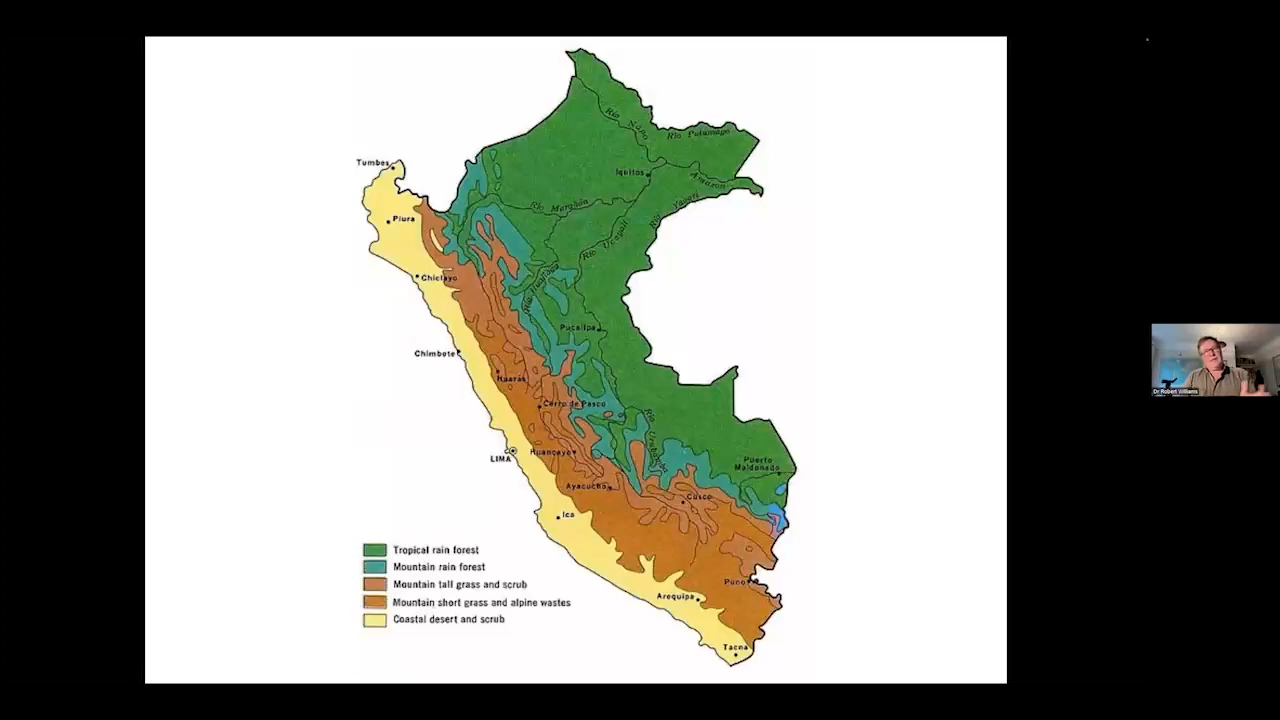 Río Napo
Río Putumayo
Tumbes
Iquitos
Amazon
Río Marañón
Río Yavarí
Piura
Río Ucayali
Chiclayo
Río Huallaga
Pucallpa
Chimbote
Huarás
Cerro de Pasco
Río Urubamba
LIMA
Huancayo
Puerto
Maldonado
Ayacucho
Cusco
Ica
Tropical rain forest
Mountain rain forest
Mountain tall grass and scrub
Puno
Mountain short grass and alpine wastes
Arequipa
Coastal desert and scrub
Tacna
Dr Robert Williams